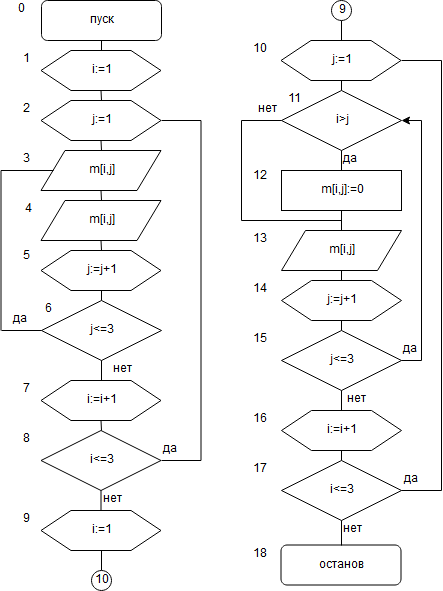 0
пуск
1
i:=1
2
j:=1
3
m[i,j]
4
m[i,j]
5
j:=j+1
6
j<=3
да
нет
7
i:=i+1
8
i<=3
да
нет
9
i:=1
10
9
10
j:=1
11
нет
i>j
да
12
m[i,j]:=0
13
m[i,j]
14
j:=j+1
15
j<=3
да
нет
16
i:=i+1
17
i<=3
да
нет
18
останов